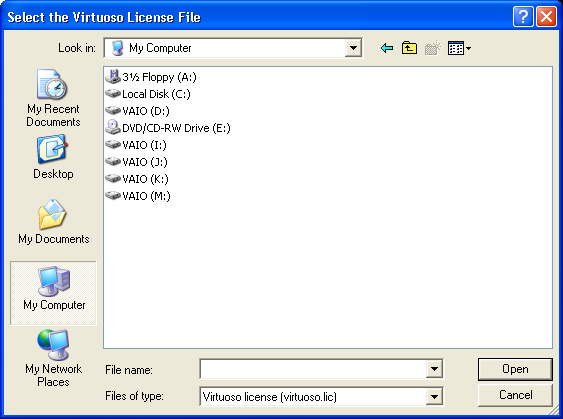 Select the Virtuoso License File
Look in: My Computer
3½ Floppy (A:)
Local Disk (C:)
VAIO (D:)
DVD/CD-RW Drive (E:)
VAIO (I:)
VAIO (J:)
VAIO (K:)
VAIO (M:)
My Recent
Documents
Desktop
My Documents
My Computer
My Network
Places
File name:
Open
Files of type: Virtuoso license (virtuoso.lic)
Cancel